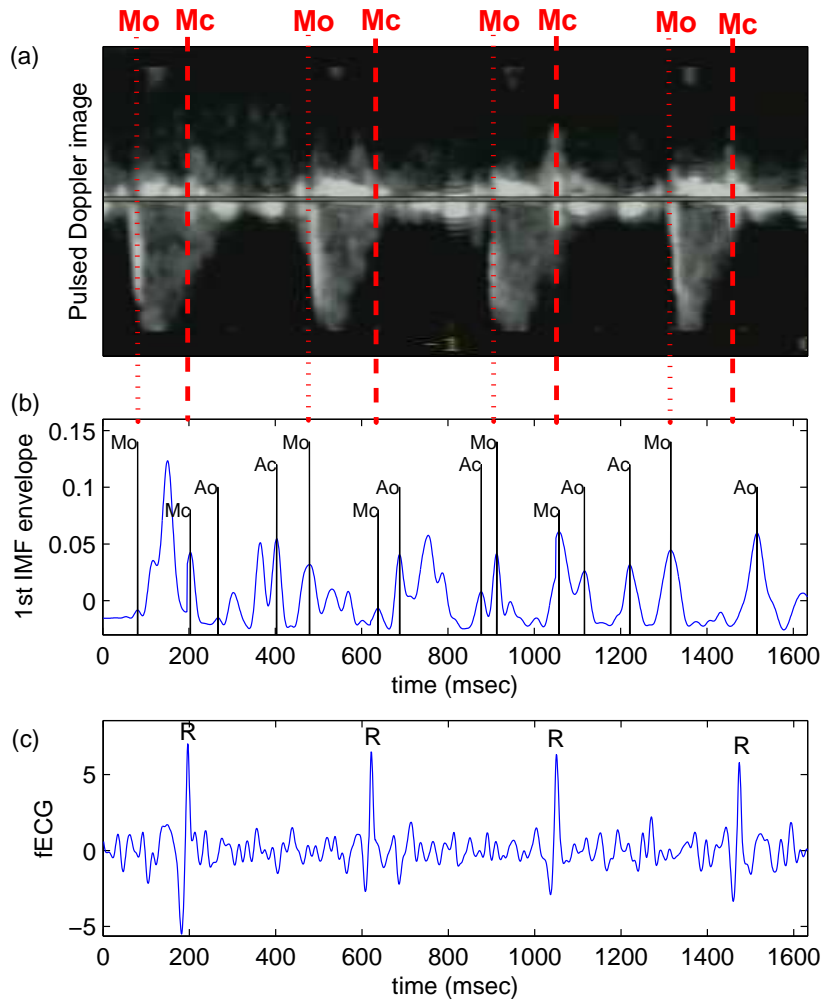 Mo Mc Mo Mc Mo Mc Mo Mc
(a)
Pulsed Doppler image
(b)
0.15
0.1
0.05
0
1st IMF envelope
Mo Mo Mo Mo
Ac Ac Ac
Ao Ao Ao Ao
Mc Mc Mc
0 200 400 600 800 1000 1200 1400 1600
time (msec)
(c)
R R R R
5
0
−5
fECG
0 200 400 600 800 1000 1200 1400 1600
time (msec)